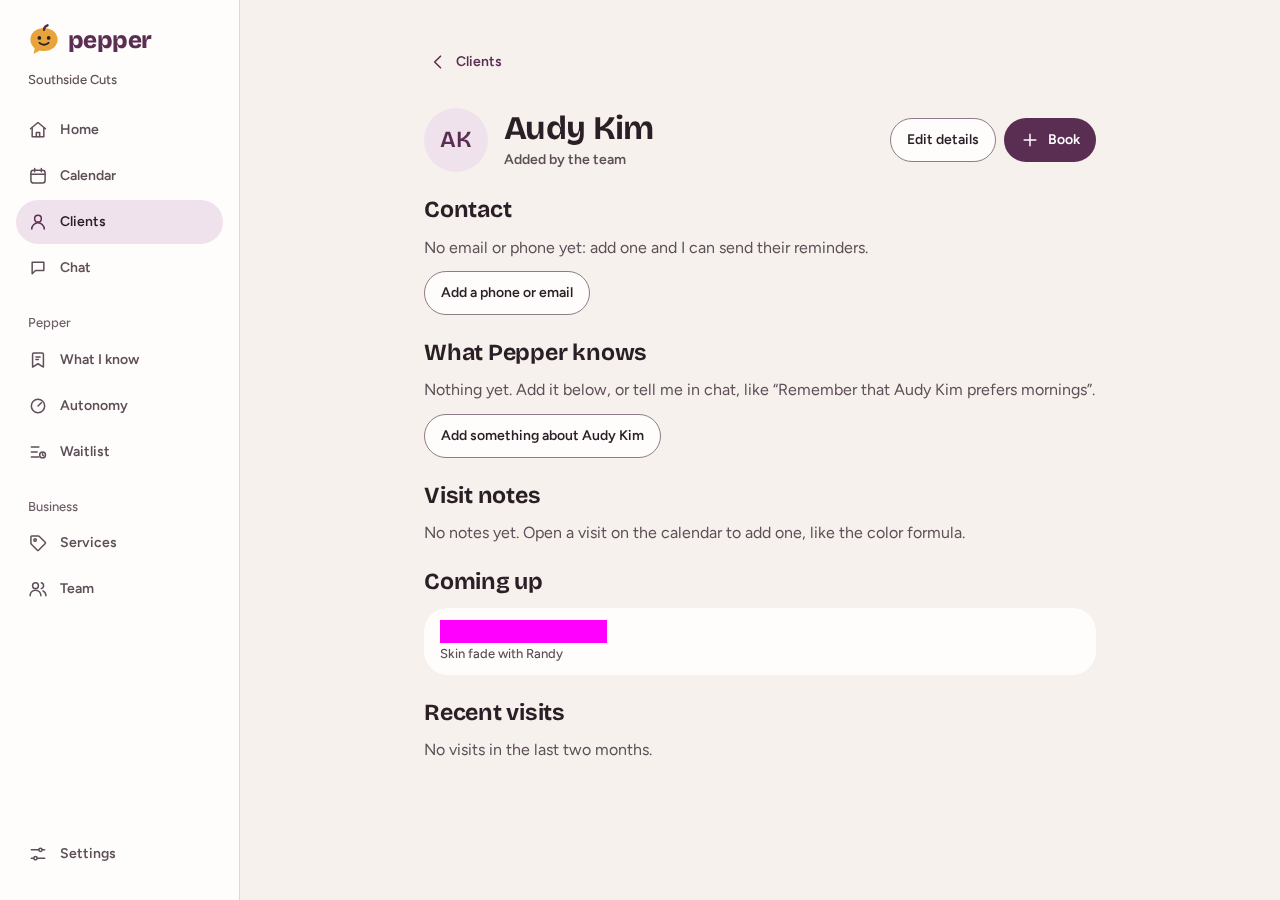 pepper
Southside Cuts
Home
Calendar
Clients
Chat
Pepper
What I know
Autonomy
Waitlist
Business
Services
Team
Settings
Clients
AK
Audy Kim
Added by the team
Edit details
Book
Contact
No email or phone yet: add one and I can send their reminders.
Add a phone or email
What Pepper knows
Nothing yet. Add it below, or tell me in chat, like “Remember that Audy Kim prefers mornings”.
Add something about Audy Kim
Visit notes
No notes yet. Open a visit on the calendar to add one, like the color formula.
Coming up
Skin fade with Randy
Recent visits
No visits in the last two months.